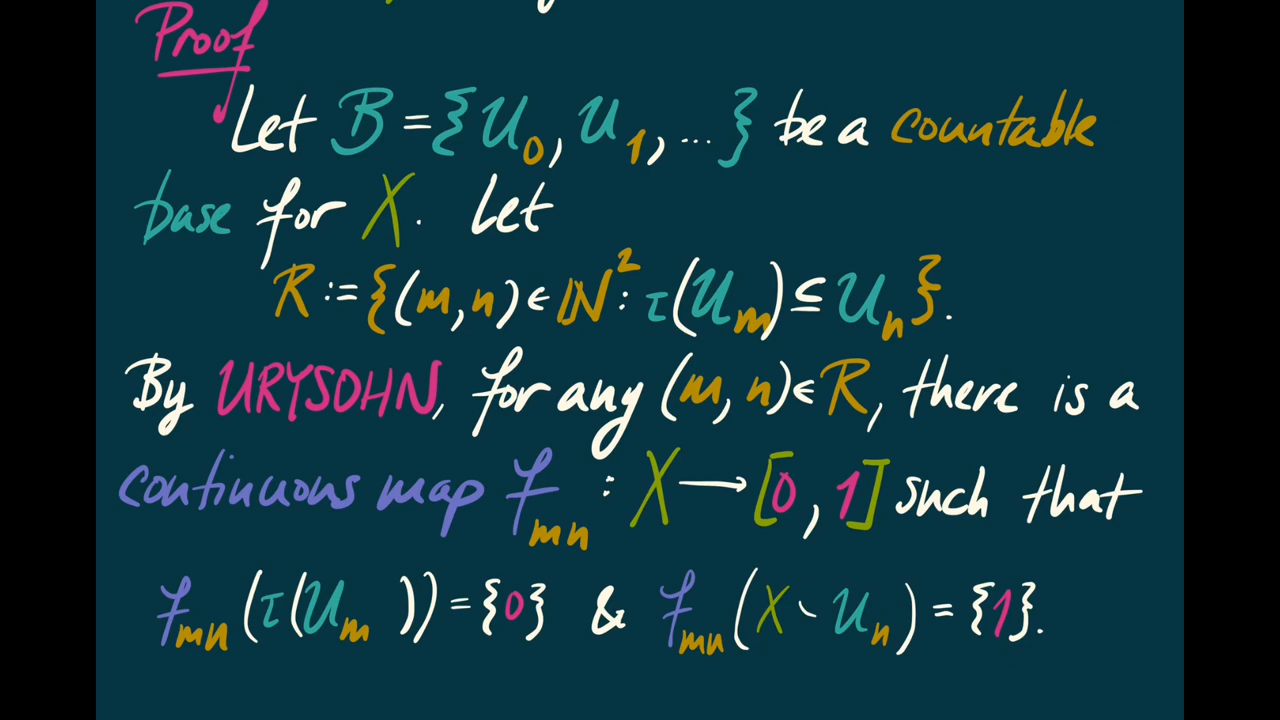 Proof
Let B = {U₀, U₁, ...} be a countable
base for X. Let
R := {(m, n) ∈ ℕ² : τ(Uₘ) ⊆ Uₙ}.
By URYSOHN, for any (m, n) ∈ R, there is a
continuous map fₘₙ : X → [0, 1] such that
fₘₙ(τ(Uₘ)) = {0} & fₘₙ(X ∖ Uₙ) = {1}.